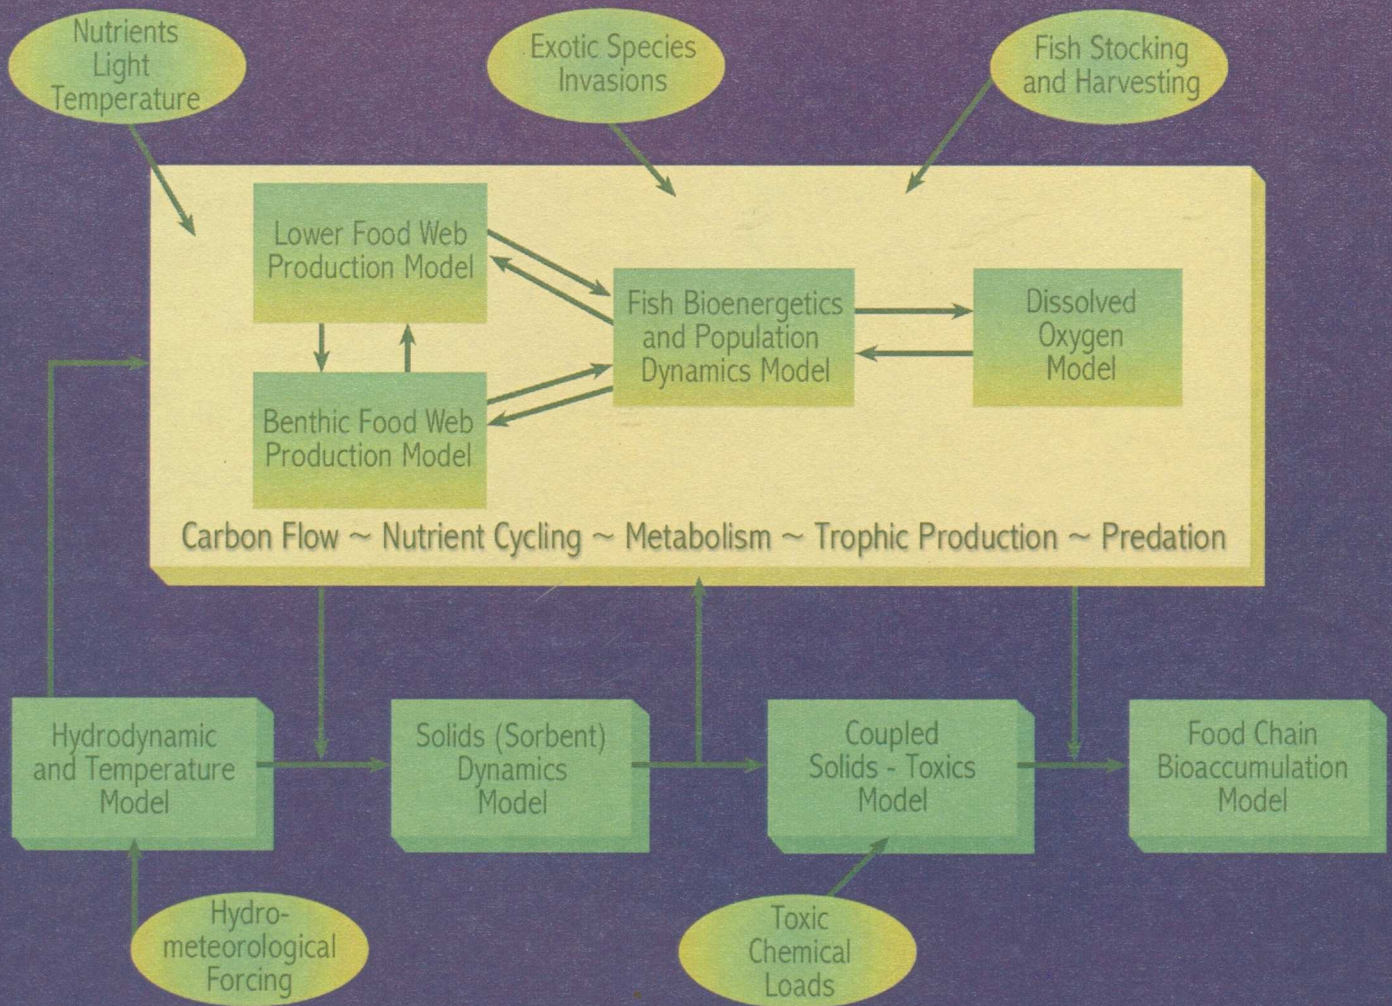 Nutrients
Light
Temperature
Exotic Species
Invasions
Fish Stocking
and Harvesting
Lower Food Web
Production Model
Fish Bioenergetics
and Population
Dynamics Model
Dissolved
Oxygen
Model
Benthic Food Web
Production Model
Carbon Flow ~ Nutrient Cycling ~ Metabolism ~ Trophic Production ~ Predation
Hydrodynamic
and Temperature
Model
Solids (Sorbent)
Dynamics
Model
Coupled
Solids - Toxics
Model
Food Chain
Bioaccumulation
Model
Hydro-
meteorological
Forcing
Toxic
Chemical
Loads